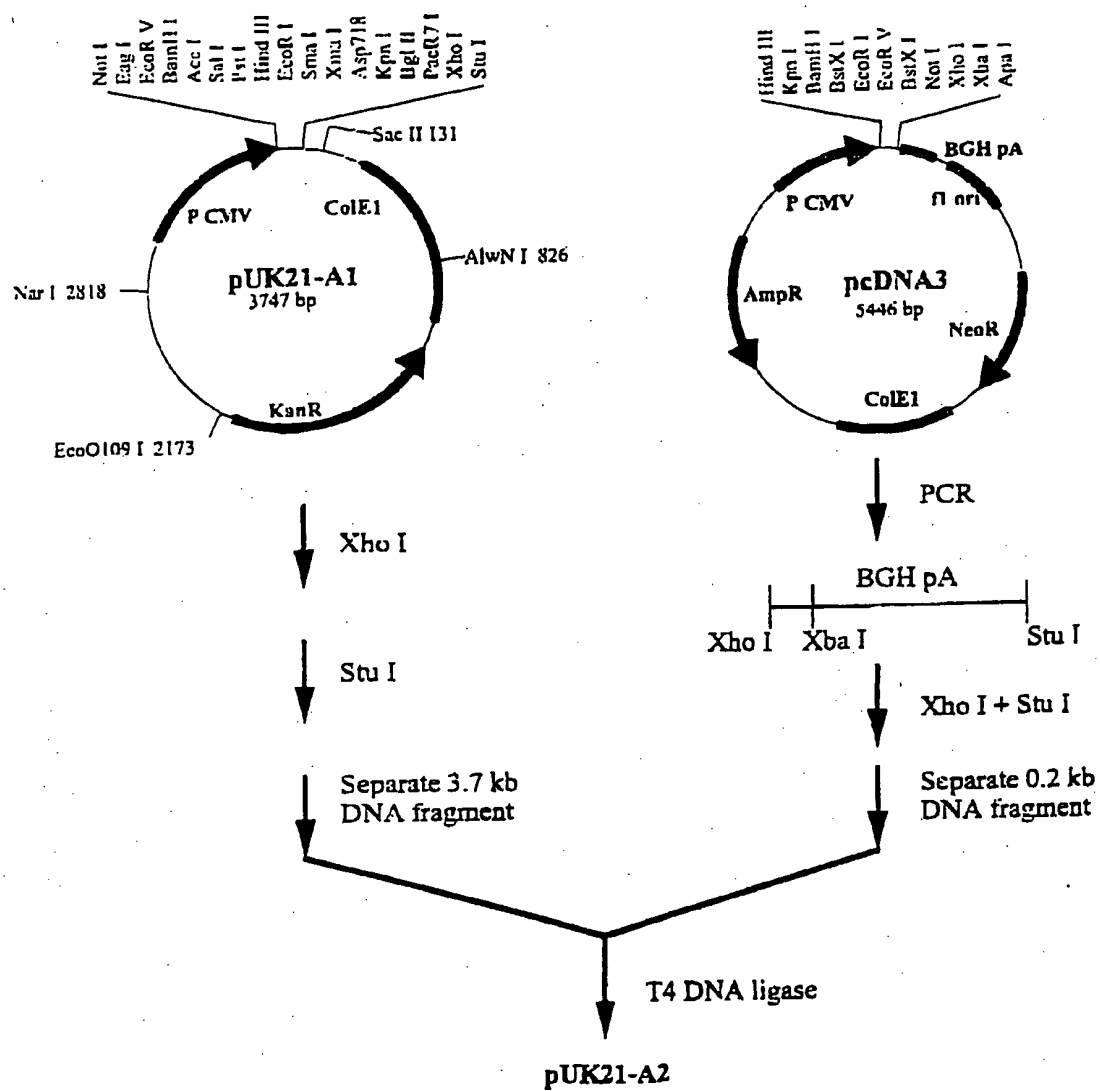 Not I
Eag I
EcoR V
BamH I
Acc I
Sal I
Pst I
Hind III
EcoR I
Sma I
Xma I
Asp718
Kpn I
Bgl II
PacR7 I
Xho I
Stu I
Sac II 131
P CMV
ColE1
AlwN I 826
pUK21-A1
3747 bp
Nar I 2818
KanR
EcoO109 I 2173
Hind III
Kpn I
BamH I
BstX I
EcoR I
EcoR V
BstX I
Not I
Xho I
Xba I
Apa I
BGH pA
P CMV
f1 ori
AmpR
pcDNA3
5446 bp
NeoR
ColE1
Xho I
Stu I
Separate 3.7 kb
DNA fragment
PCR
BGH pA
Xho I
Xba I
Stu I
Xho I + Stu I
Separate 0.2 kb
DNA fragment
T4 DNA ligase
pUK21-A2